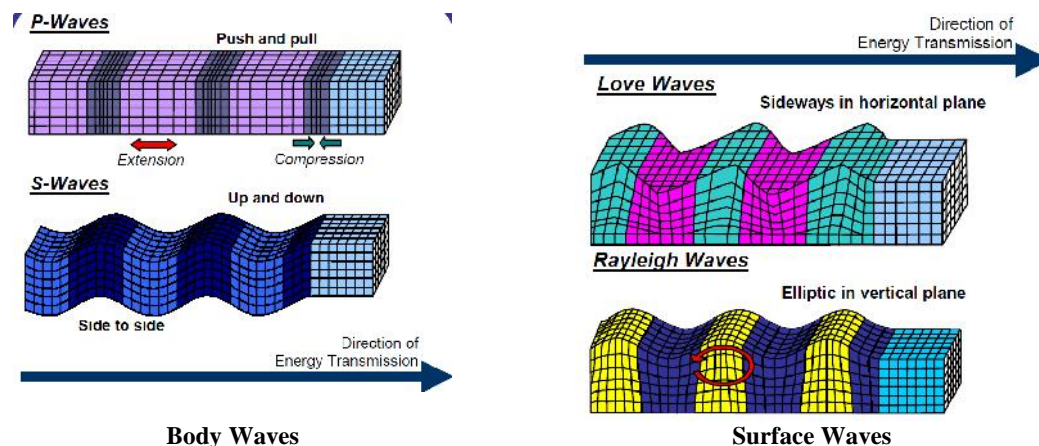 P-Waves
Push and pull
Extension
Compression
S-Waves
Up and down
Side to side
Direction of
Energy Transmission
Body Waves
Direction of
Energy Transmission
Love Waves
Sideways in horizontal plane
Rayleigh Waves
Elliptic in vertical plane
Surface Waves